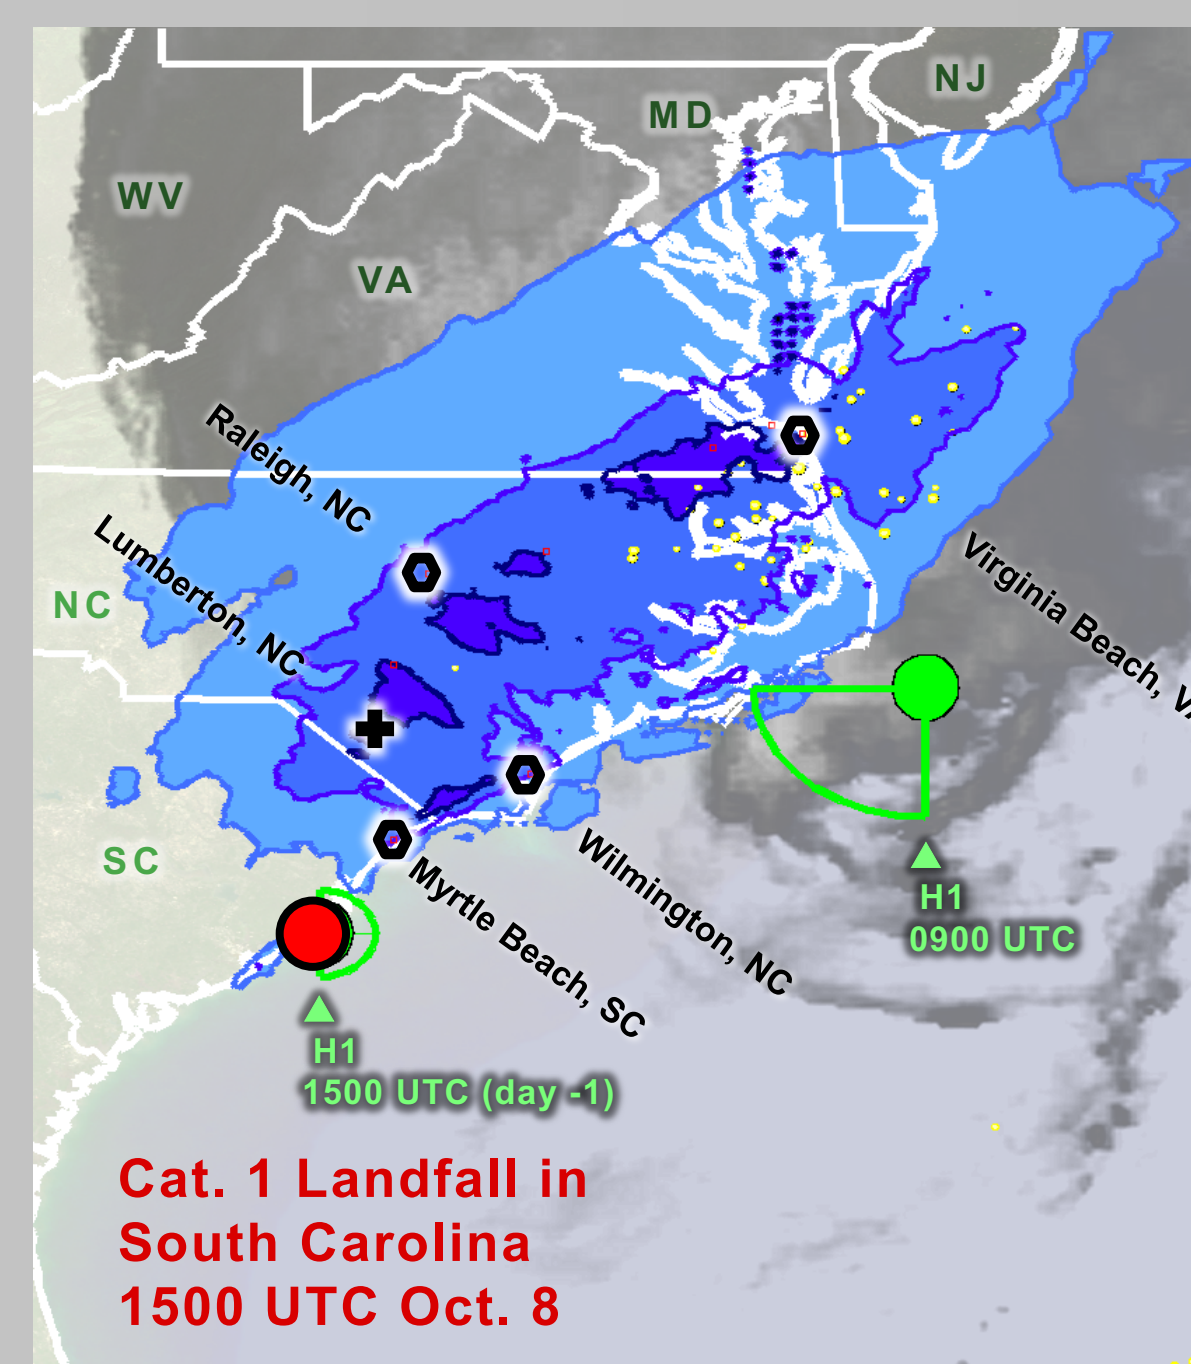 NJ
MD
WV
VA
Raleigh, NC
Lumberton, NC
NC
Virginia Beach, VA
SC
Wilmington, NC
Myrtle Beach, SC
H1
0900 UTC
H1
1500 UTC (day -1)
Cat. 1 Landfall in
South Carolina
1500 UTC Oct. 8